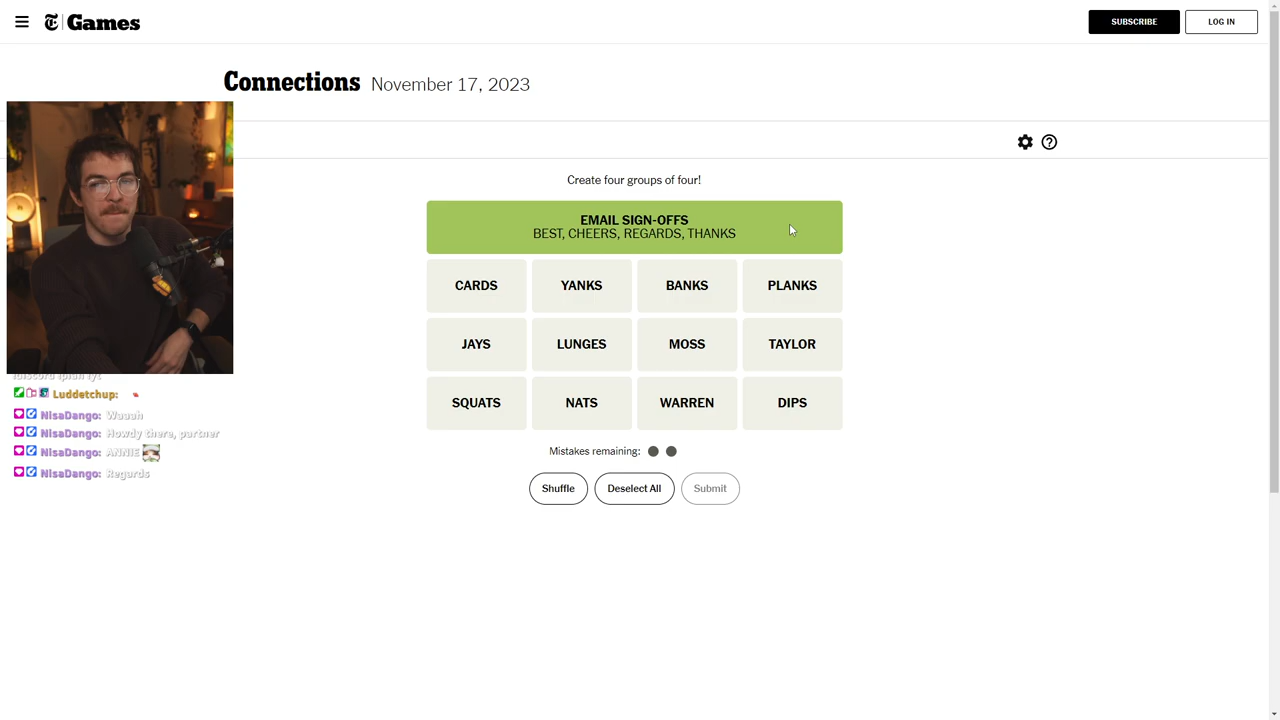 Games
SUBSCRIBE
LOG IN
Connections November 17, 2023
Create four groups of four!
EMAIL SIGN-OFFS
BEST, CHEERS, REGARDS, THANKS
CARDS YANKS BANKS PLANKS
JAYS LUNGES MOSS TAYLOR
SQUATS NATS WARREN DIPS
Mistakes remaining:
Shuffle
Deselect All
Submit
Luddetchup:
NisaDango: Wauah
NisaDango: Howdy there, partner
NisaDango: ANNIE
NisaDango: Regards